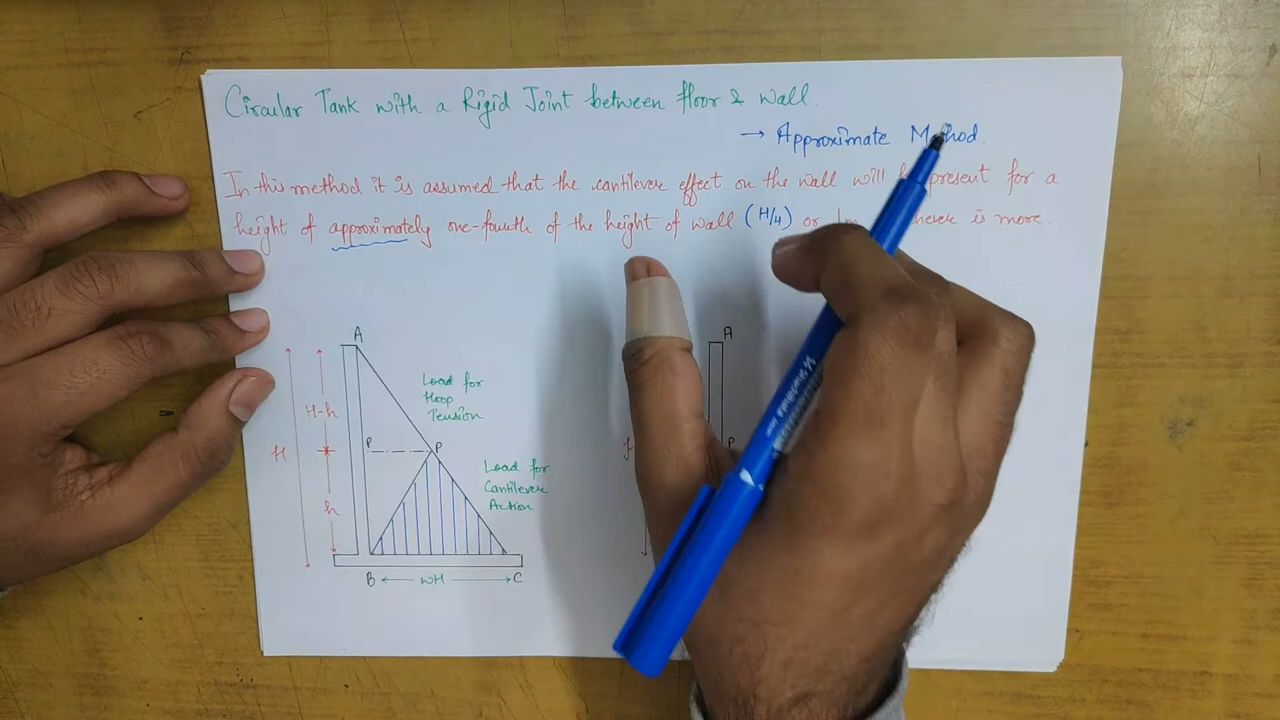 Circular Tank with a Rigid Joint between floor & Wall.
→ Approximate Method.
In this method it is assumed that the cantilever effect on the wall will present for a
height of approximately one-fourth of the height of wall (H/4) or is more.
A
A
Load for
Hoop
Tension
H-h
H
P
P
P
Load for
Cantilever
Action
h
B ← wH → C